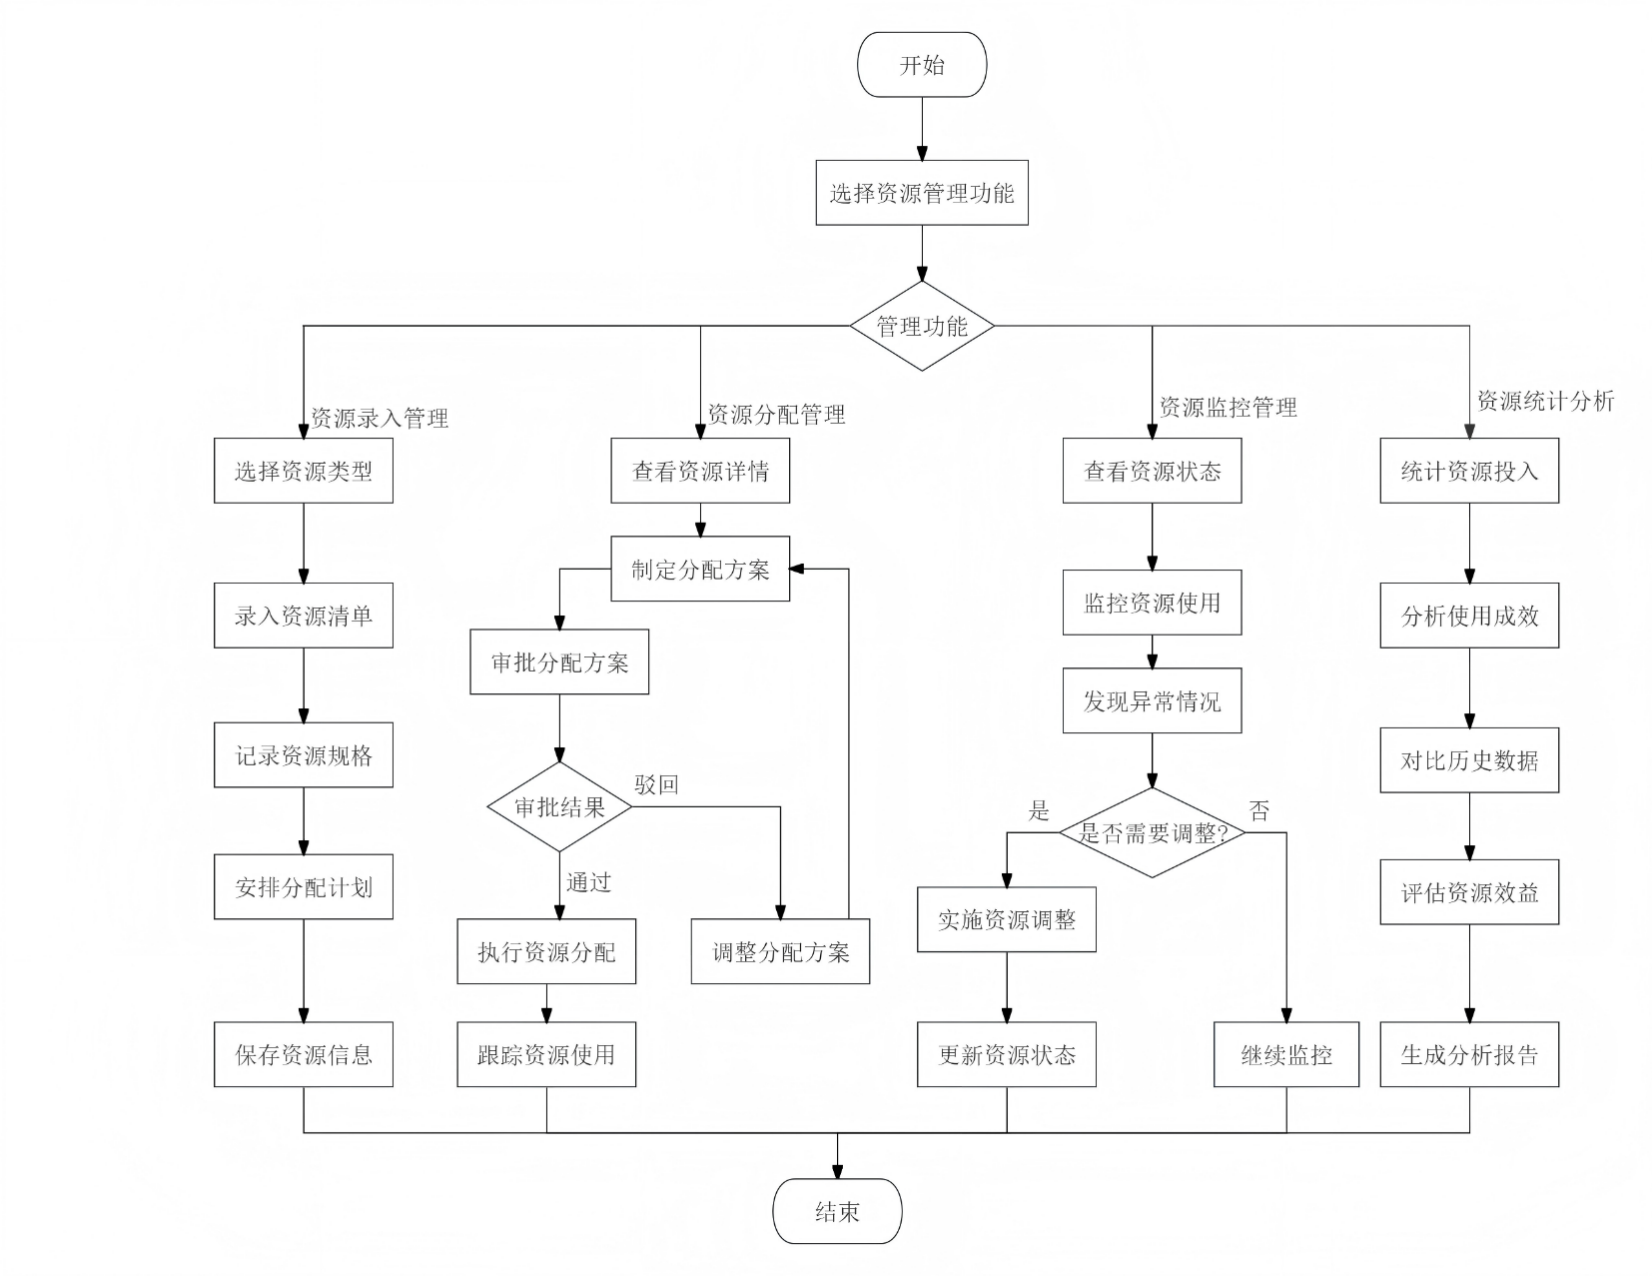 开始
选择资源管理功能
管理功能
资源录入管理
资源分配管理
资源监控管理
资源统计分析
选择资源类型
查看资源详情
查看资源状态
统计资源投入
制定分配方案
录入资源清单
监控资源使用
分析使用成效
审批分配方案
发现异常情况
记录资源规格
对比历史数据
审批结果
驳回
是
是否需要调整?
否
通过
安排分配计划
实施资源调整
评估资源效益
执行资源分配
调整分配方案
保存资源信息
跟踪资源使用
更新资源状态
继续监控
生成分析报告
结束